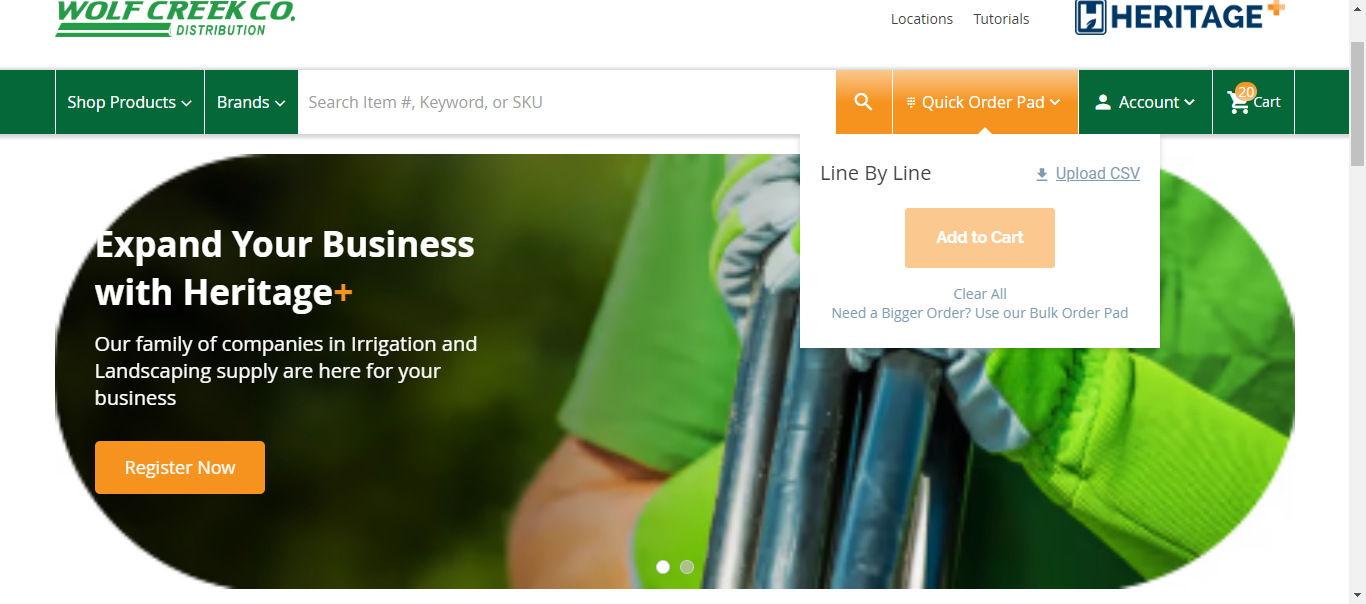 WOLF CREEK CO.
DISTRIBUTION
Locations
Tutorials
HERITAGE+
Shop Products
Brands
Search Item #, Keyword, or SKU
Quick Order Pad
Account
20
Cart
Line By Line
Upload CSV
Add to Cart
Clear All
Need a Bigger Order? Use our Bulk Order Pad
Expand Your Business
with Heritage+
Our family of companies in Irrigation and
Landscaping supply are here for your
business
Register Now